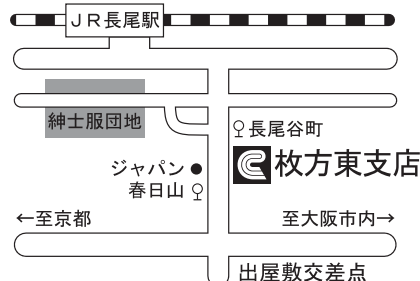 JR長尾駅
紳士服団地
長尾谷町
枚方東支店
ジャパン
春日山
←至京都
至大阪市内→
出屋敷交差点